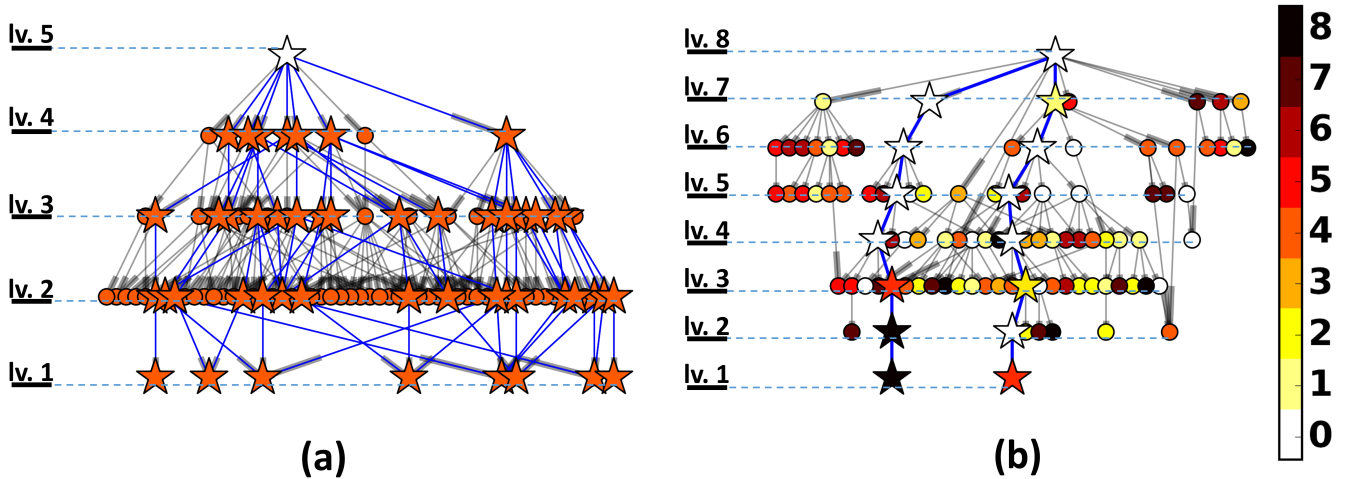 lv. 5
lv. 4
lv. 3
lv. 2
lv. 1
(a)
lv. 8
lv. 7
lv. 6
lv. 5
lv. 4
lv. 3
lv. 2
lv. 1
(b)
8
7
6
5
4
3
2
1
0